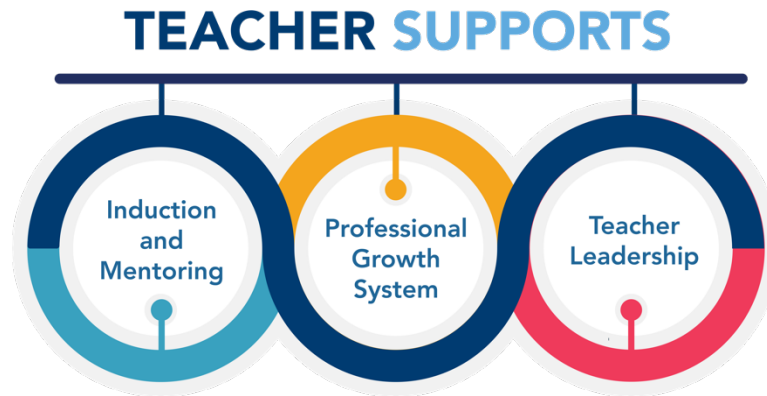 TEACHER SUPPORTS
Induction
and
Mentoring
Professional
Growth
System
Teacher
Leadership